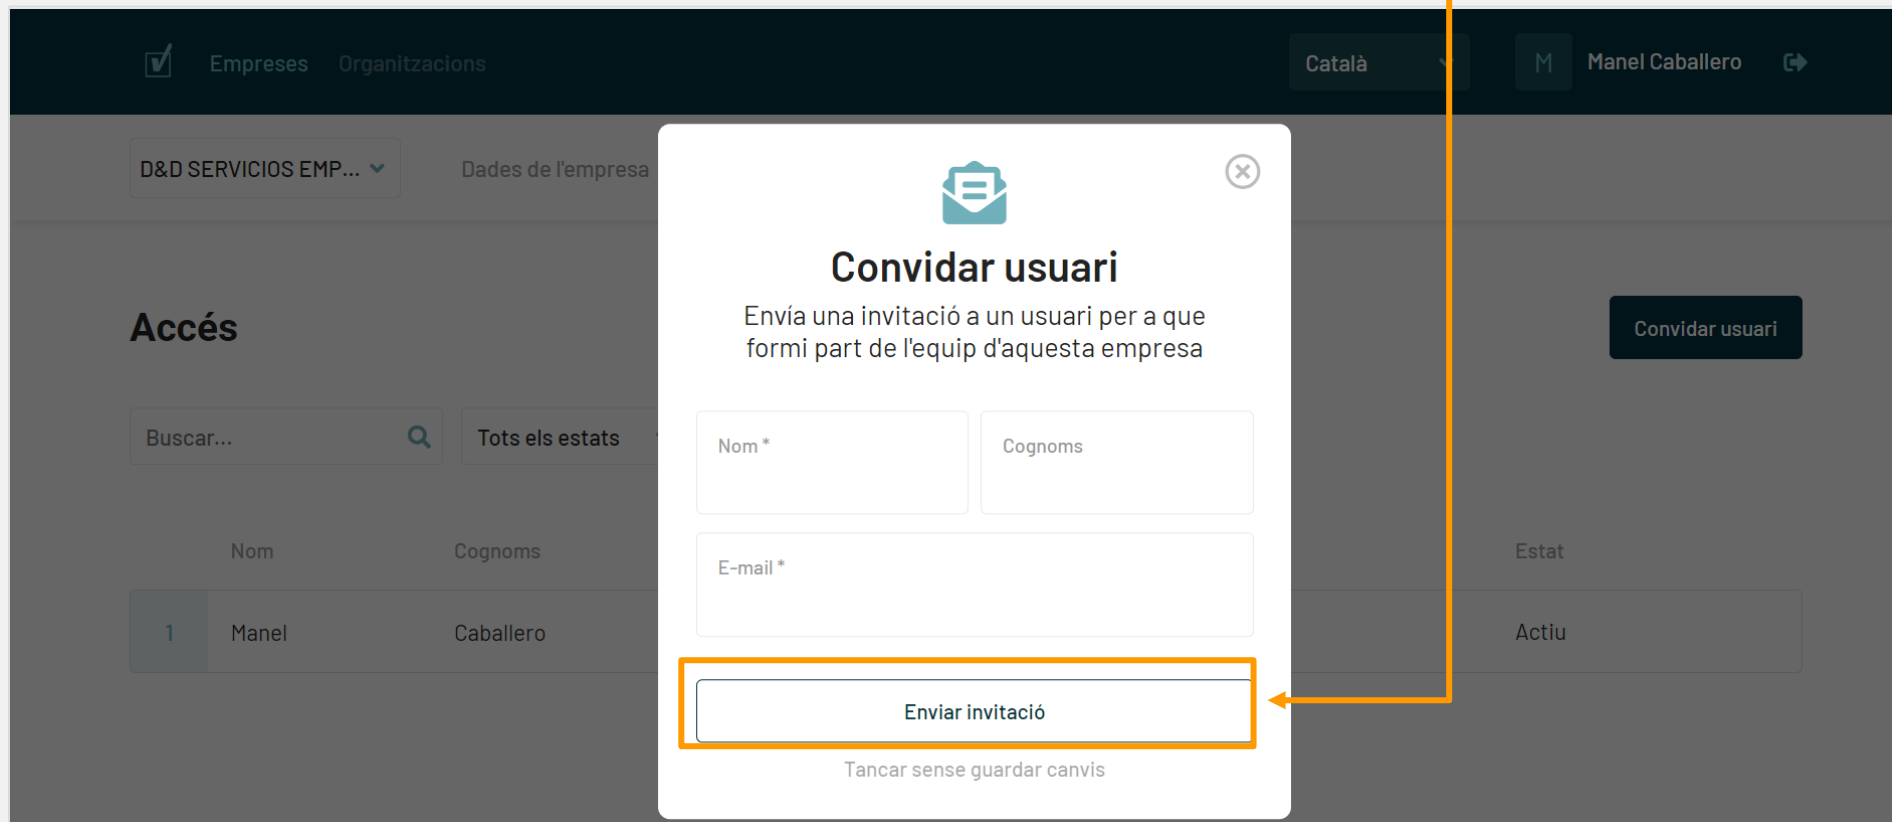 Empreses Organitzacions
Català
M Manel Caballero
D&D SERVICIOS EMP...
Dades de l'empresa
Convidar usuari
Envía una invitació a un usuari per a que
formi part de l'equip d'aquesta empresa
Accés
Convidar usuari
Buscar...
Tots els estats
Nom *
Cognoms
E-mail *
Nom Cognoms Estat
1 Manel Caballero Actiu
Enviar invitació
Tancar sense guardar canvis